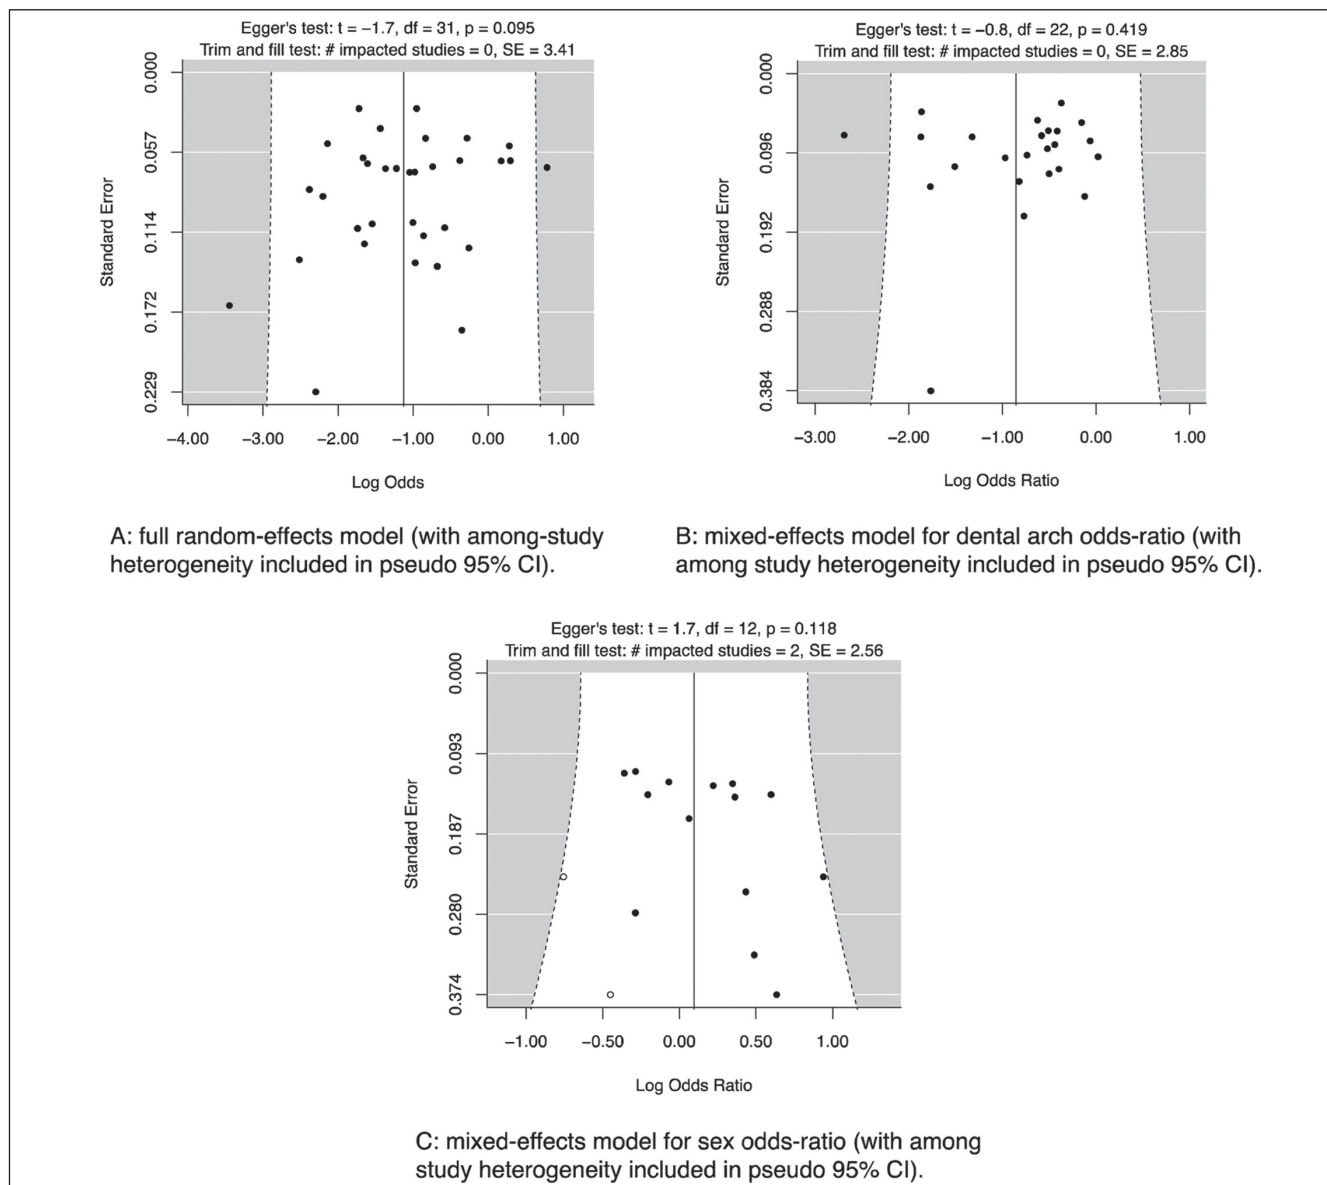 Egger's test: t = −1.7, df = 31, p = 0.095
Trim and fill test: # impacted studies = 0, SE = 3.41
0.000
0.057
0.114
0.172
0.229
Standard Error
−4.00 −3.00 −2.00 −1.00 0.00 1.00
Log Odds
A: full random-effects model (with among-study
heterogeneity included in pseudo 95% CI).
Egger's test: t = −0.8, df = 22, p = 0.419
Trim and fill test: # impacted studies = 0, SE = 2.85
0.000
0.096
0.192
0.288
0.384
Standard Error
−3.00 −2.00 −1.00 0.00 1.00
Log Odds Ratio
B: mixed-effects model for dental arch odds-ratio (with
among study heterogeneity included in pseudo 95% CI).
Egger's test: t = 1.7, df = 12, p = 0.118
Trim and fill test: # impacted studies = 2, SE = 2.56
0.000
0.093
0.187
0.280
0.374
Standard Error
−1.00 −0.50 0.00 0.50 1.00
Log Odds Ratio
C: mixed-effects model for sex odds-ratio (with among
study heterogeneity included in pseudo 95% CI).